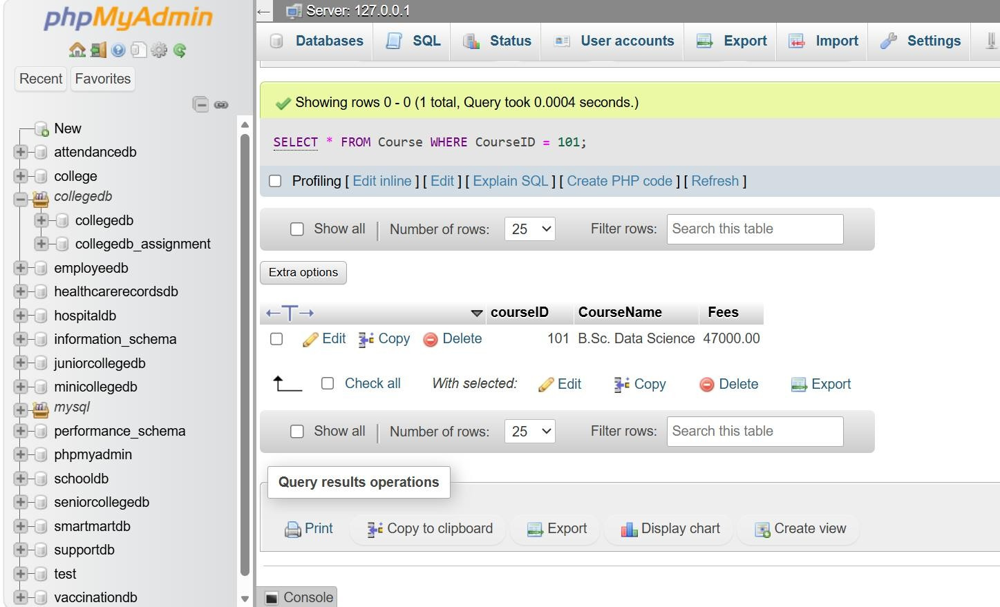 phpMyAdmin
Recent Favorites
New
attendancedb
college
collegedb
collegedb
collegedb_assignment
employeedb
healthcarerecordsdb
hospitaldb
information_schema
juniorcollegedb
minicollegedb
mysql
performance_schema
phpmyadmin
schooldb
seniorcollegedb
smartmartdb
supportdb
test
vaccinationdb
Server: 127.0.0.1
Databases SQL Status User accounts Export Import Settings
Showing rows 0 - 0 (1 total, Query took 0.0004 seconds.)
SELECT * FROM Course WHERE CourseID = 101;
Profiling [ Edit inline ] [ Edit ] [ Explain SQL ] [ Create PHP code ] [ Refresh ]
Show all | Number of rows: 25 Filter rows: Search this table
Extra options
←T→ courseID CourseName Fees
Edit Copy Delete 101 B.Sc. Data Science 47000.00
Check all With selected: Edit Copy Delete Export
Show all | Number of rows: 25 Filter rows: Search this table
Query results operations
Print Copy to clipboard Export Display chart Create view
Console